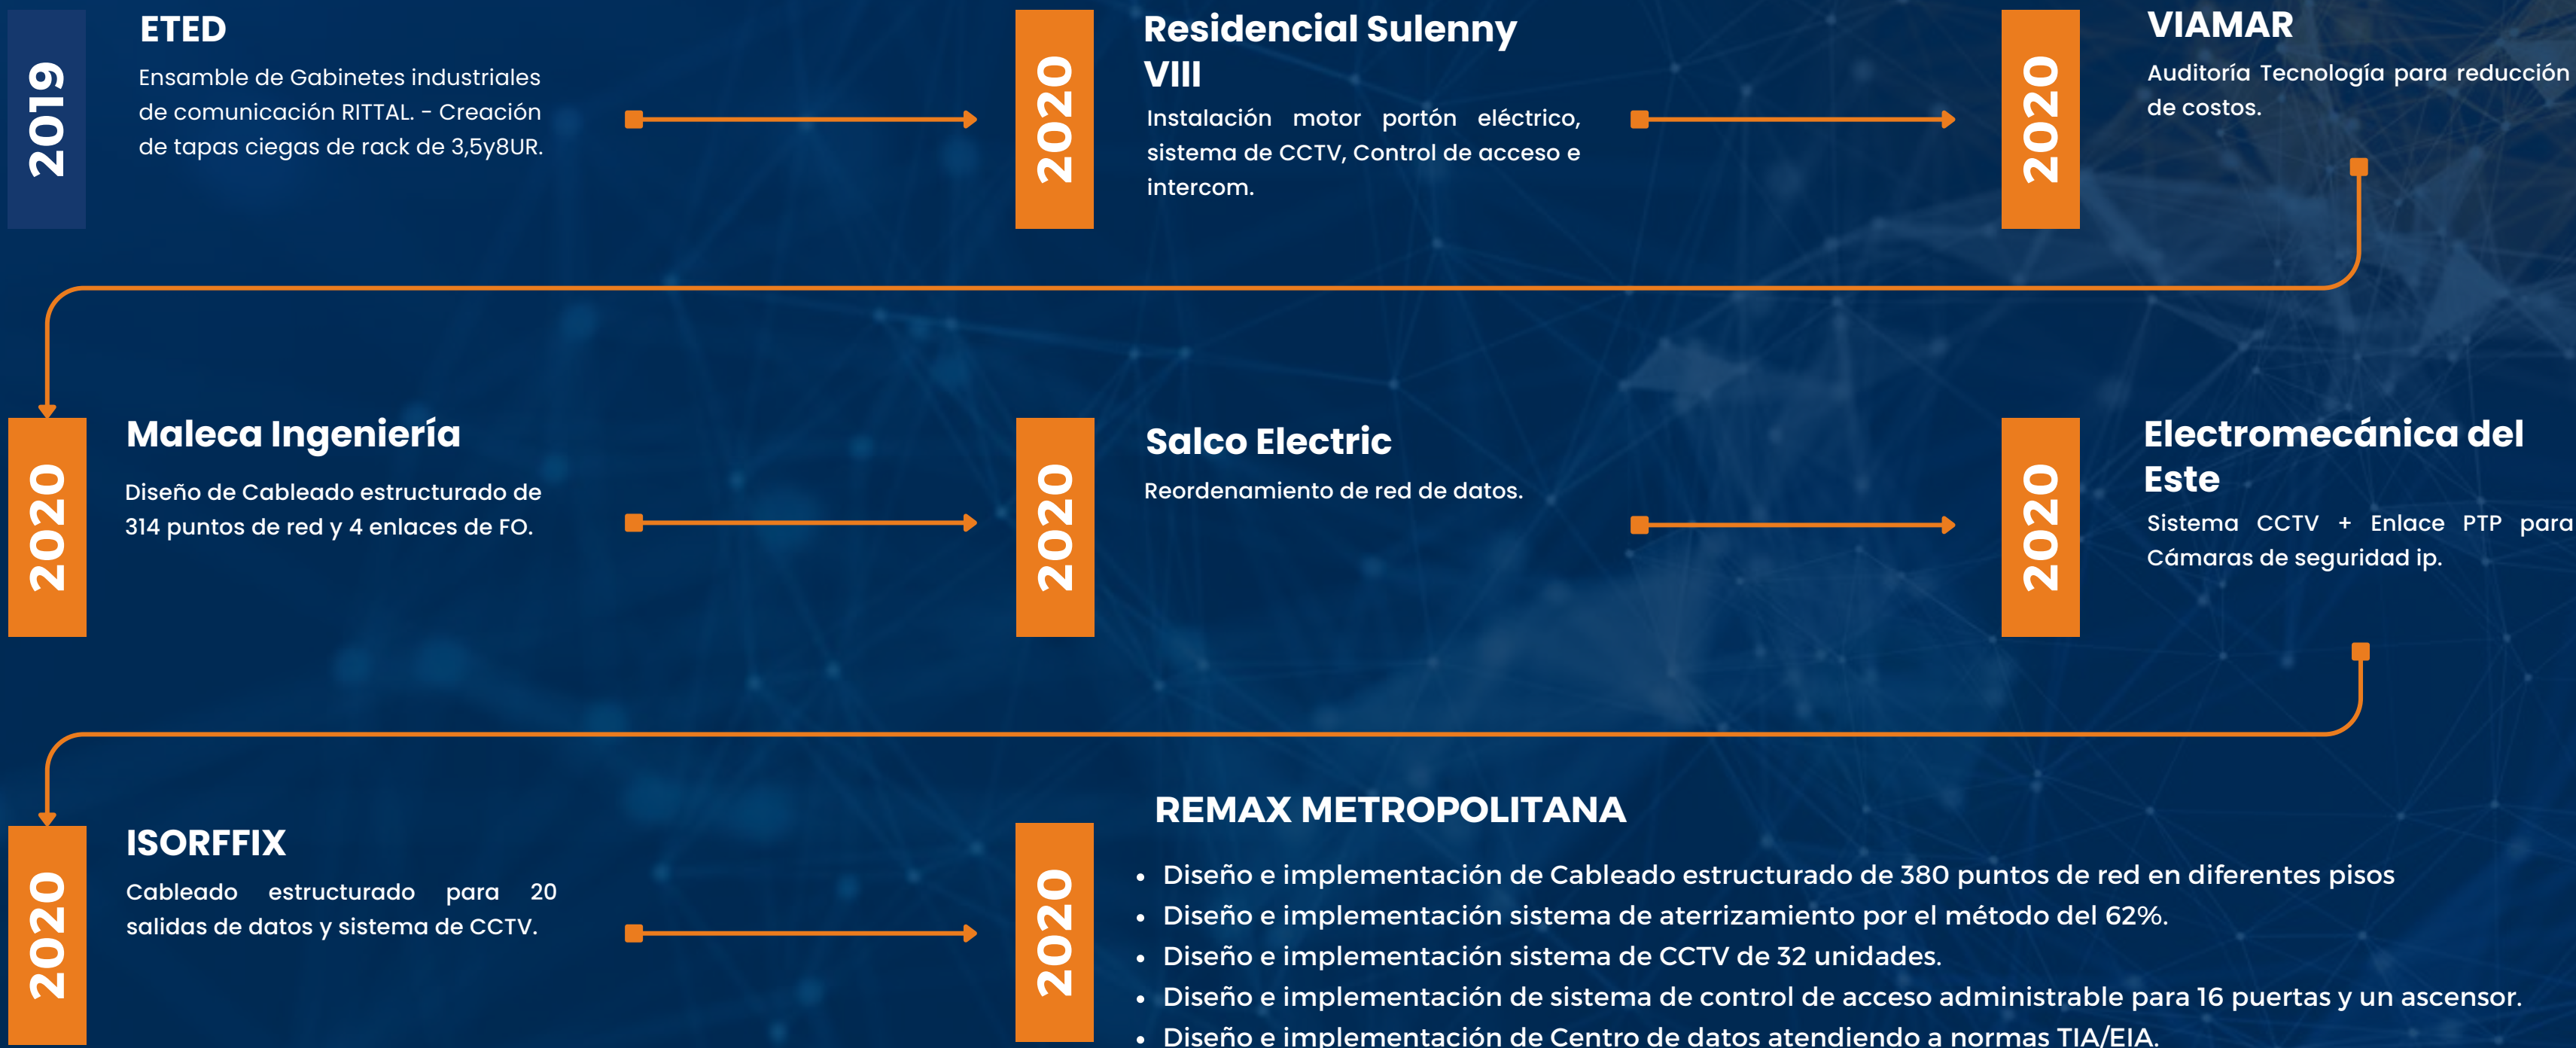 2019
ETED
Ensamble de Gabinetes industriales
de comunicación RITTAL. - Creación
de tapas ciegas de rack de 3,5y8UR.
2020
Residencial Sulenny
VIII
Instalación motor portón eléctrico,
sistema de CCTV, Control de acceso e
intercom.
2020
VIAMAR
Auditoría Tecnología para reducción
de costos.
2020
Maleca Ingeniería
Diseño de Cableado estructurado de
314 puntos de red y 4 enlaces de FO.
2020
Salco Electric
Reordenamiento de red de datos.
2020
Electromecánica del
Este
Sistema CCTV + Enlace PTP para
Cámaras de seguridad ip.
2020
ISORFFIX
Cableado estructurado para 20
salidas de datos y sistema de CCTV.
2020
REMAX METROPOLITANA
• Diseño e implementación de Cableado estructurado de 380 puntos de red en diferentes pisos
• Diseño e implementación sistema de aterrizamiento por el método del 62%.
• Diseño e implementación sistema de CCTV de 32 unidades.
• Diseño e implementación de sistema de control de acceso administrable para 16 puertas y un ascensor.
• Diseño e implementación de Centro de datos atendiendo a normas TIA/EIA.